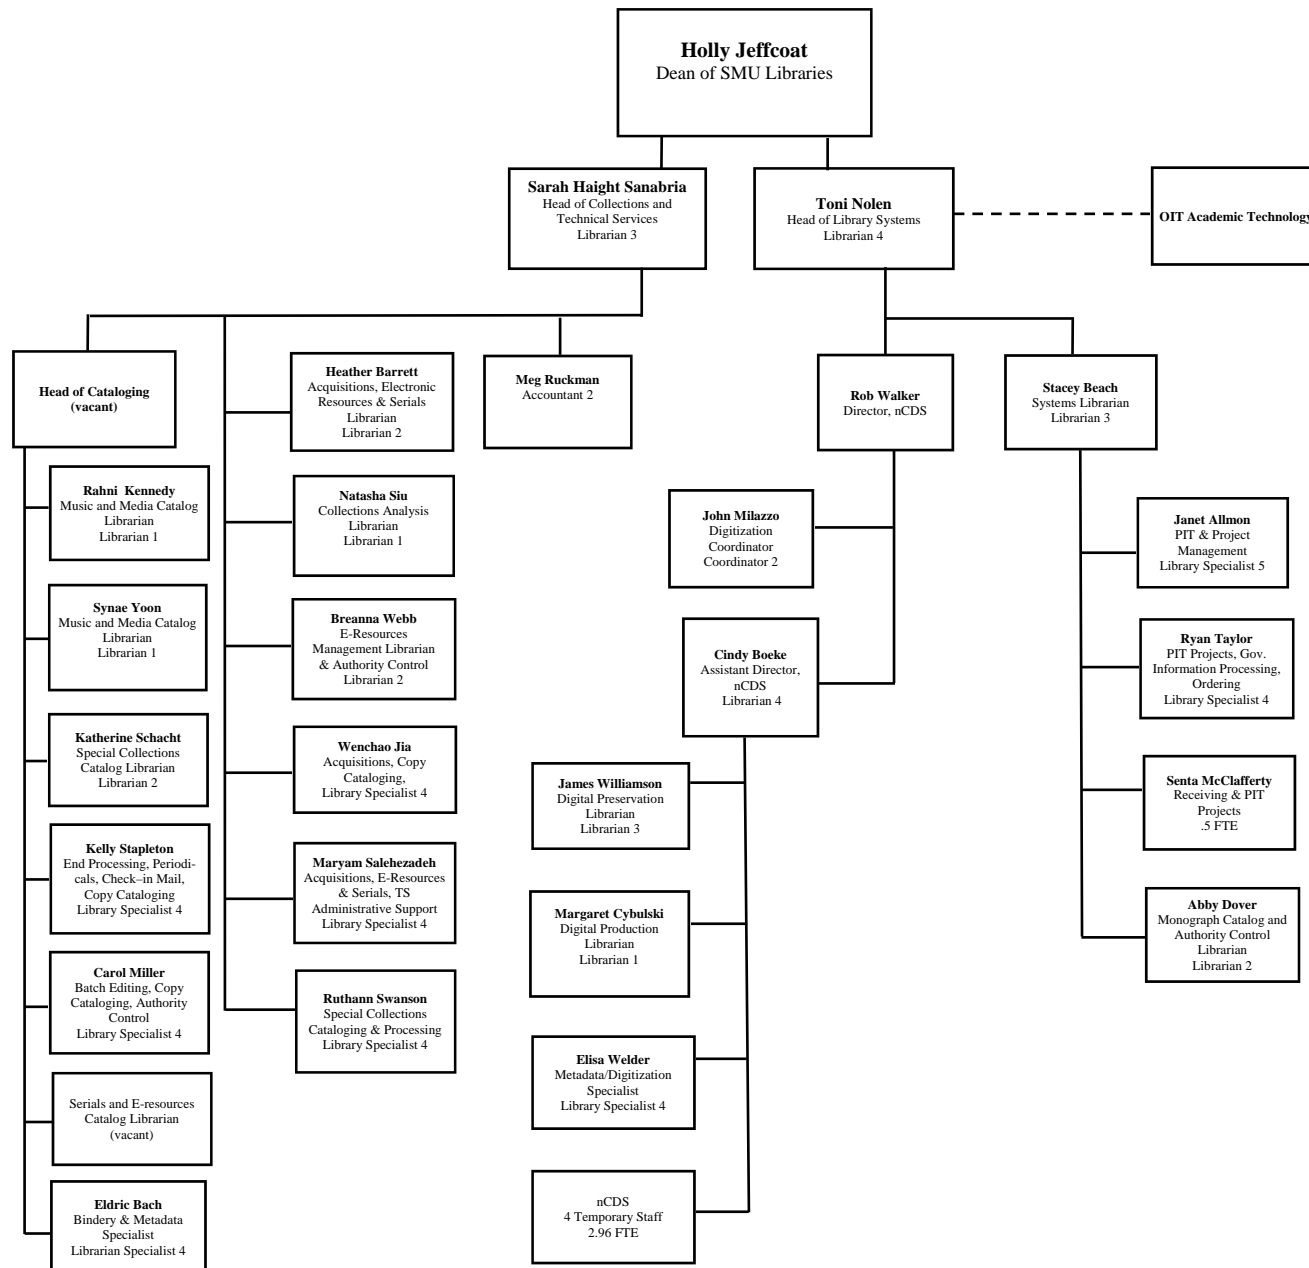 Holly Jeffcoat
Dean of SMU Libraries
Sarah Haight Sanabria
Head of Collections and
Technical Services
Librarian 3
Toni Nolen
Head of Library Systems
Librarian 4
OIT Academic Technology
Head of Cataloging
(vacant)
Heather Barrett
Acquisitions, Electronic
Resources & Serials
Librarian
Librarian 2
Meg Ruckman
Accountant 2
Rob Walker
Director, nCDS
Stacey Beach
Systems Librarian
Librarian 3
Rahni  Kennedy
Music and Media Catalog
Librarian
Librarian 1
Synae Yoon
Music and Media Catalog
Librarian
Librarian 1
Katherine Schacht
Special Collections
Catalog Librarian
Librarian 2
Kelly Stapleton
End Processing, Periodi-
cals, Check–in Mail,
Copy Cataloging
Library Specialist 4
Carol Miller
Batch Editing, Copy
Cataloging, Authority
Control
Library Specialist 4
Serials and E-resources
Catalog Librarian
(vacant)
Eldric Bach
Bindery & Metadata
Specialist
Librarian Specialist 4
Natasha Siu
Collections Analysis
Librarian
Librarian 1
Breanna Webb
E-Resources
Management Librarian
& Authority Control
Librarian 2
Wenchao Jia
Acquisitions, Copy
Cataloging,
Library Specialist 4
Maryam Salehezadeh
Acquisitions, E-Resources
& Serials, TS
Administrative Support
Library Specialist 4
Ruthann Swanson
Special Collections
Cataloging & Processing
Library Specialist 4
John Milazzo
Digitization
Coordinator
Coordinator 2
Cindy Boeke
Assistant Director,
nCDS
Librarian 4
James Williamson
Digital Preservation
Librarian
Librarian 3
Margaret Cybulski
Digital Production
Librarian
Librarian 1
Elisa Welder
Metadata/Digitization
Specialist
Library Specialist 4
nCDS
4 Temporary Staff
2.96 FTE
Janet Allmon
PIT & Project
Management
Library Specialist 5
Ryan Taylor
PIT Projects, Gov.
Information Processing,
Ordering
Library Specialist 4
Senta McClafferty
Receiving & PIT
Projects
.5 FTE
Abby Dover
Monograph Catalog and
Authority Control
Librarian
Librarian 2